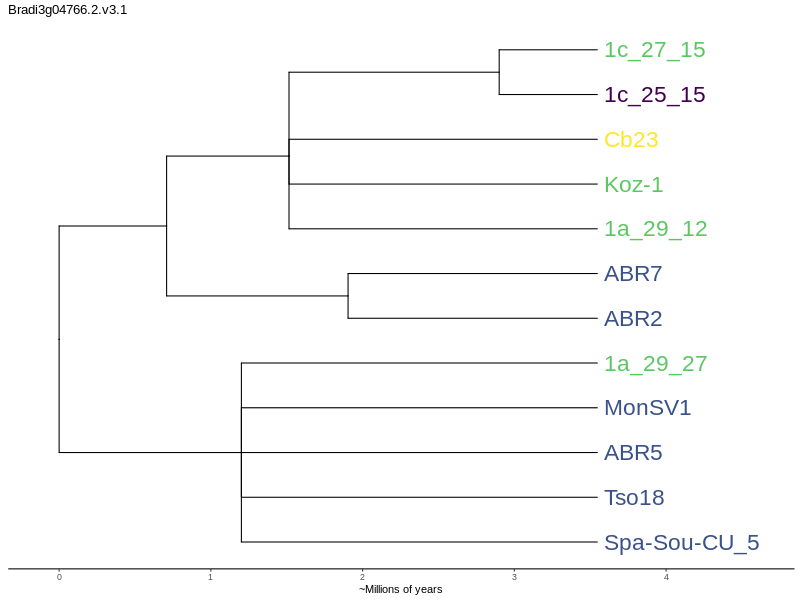 Bradi3g04766.2.v3.1
1c_27_15
1c_25_15
Cb23
Koz-1
1a_29_12
ABR7
ABR2
1a_29_27
MonSV1
ABR5
Tso18
Spa-Sou-CU_5
0 1 2 3 4
~Millions of years